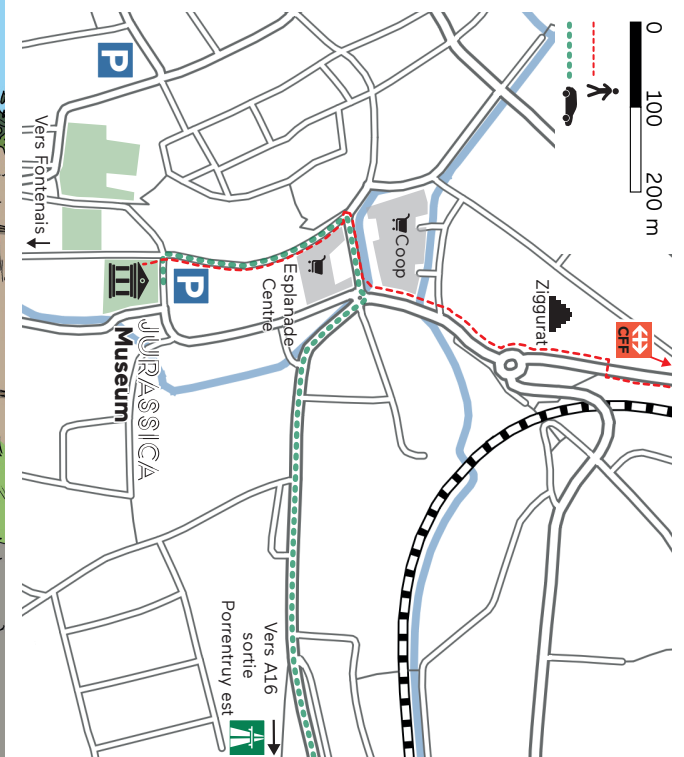 0
100
200 m
CFF
Ziggurat
Coop
Esplanade
Centre
P
P
Vers Fontenais
JURASSICA
Museum
Vers A16
sortie
Porrentruy est